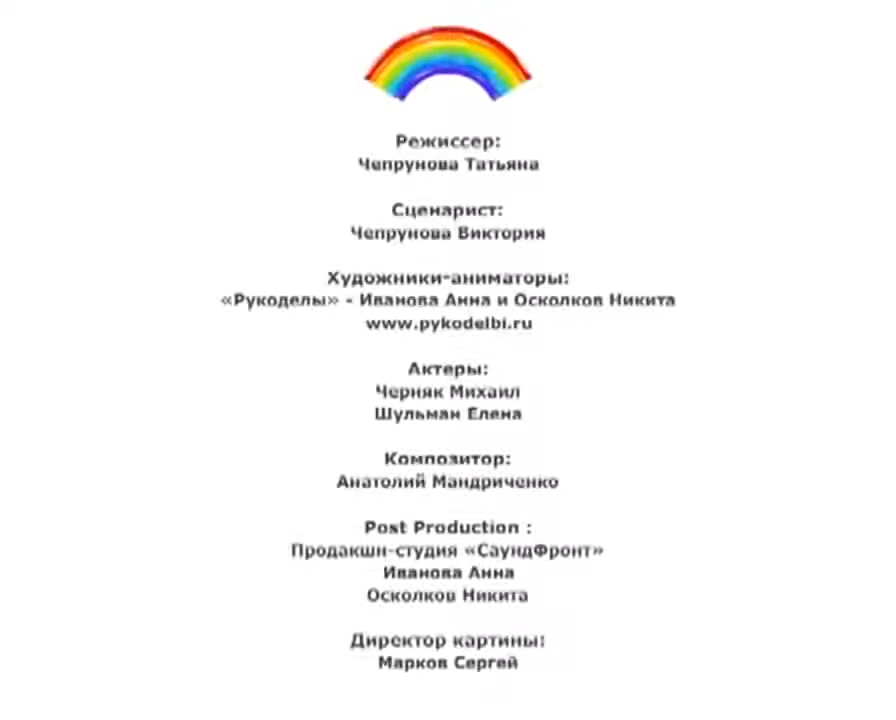 Режиссер:
Чепрунова Татьяна
Сценарист:
Чепрунова Виктория
Художники-аниматоры:
«Рукоделы» - Иванова Анна и Осколков Никита
www.pykodelbi.ru
Актеры:
Черняк Михаил
Шульман Елена
Композитор:
Анатолий Мандриченко
Post Production :
Продакшн-студия «СаундФронт»
Иванова Анна
Осколков Никита
Директор картины:
Марков Сергей